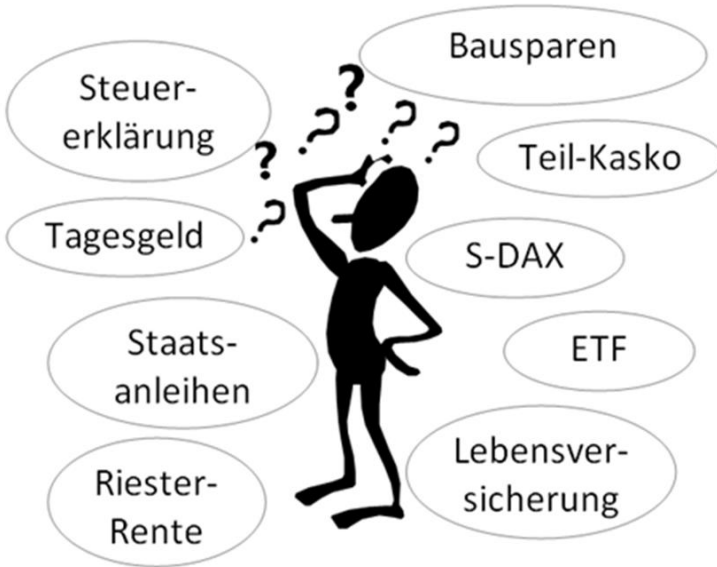 Bausparen
Steuer-
erklärung
?
?
?
?
?
?
Teil-Kasko
Tagesgeld
S-DAX
Staats-
anleihen
ETF
Lebensver-
sicherung
Riester-
Rente